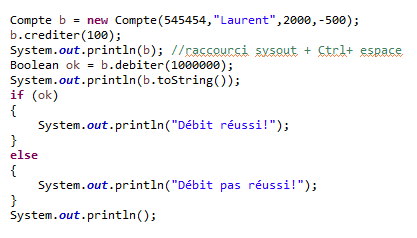 Compte b = new Compte(545454,"Laurent",2000,-500);
b.crediter(100);
System.out.println(b); //raccourci sysout + Ctrl+ espace
Boolean ok = b.debiter(1000000);
System.out.println(b.toString());
if (ok)
{
    System.out.println("Débit réussi!");
}
else
{
    System.out.println("Débit pas réussi!");
}
System.out.println();